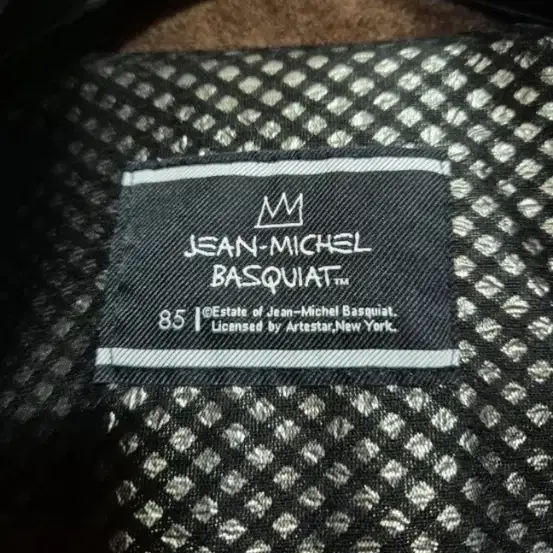 JEAN-MICHEL
BASQUIAT™
85 | ©Estate of Jean-Michel Basquiat.
Licensed by Artestar,New York.